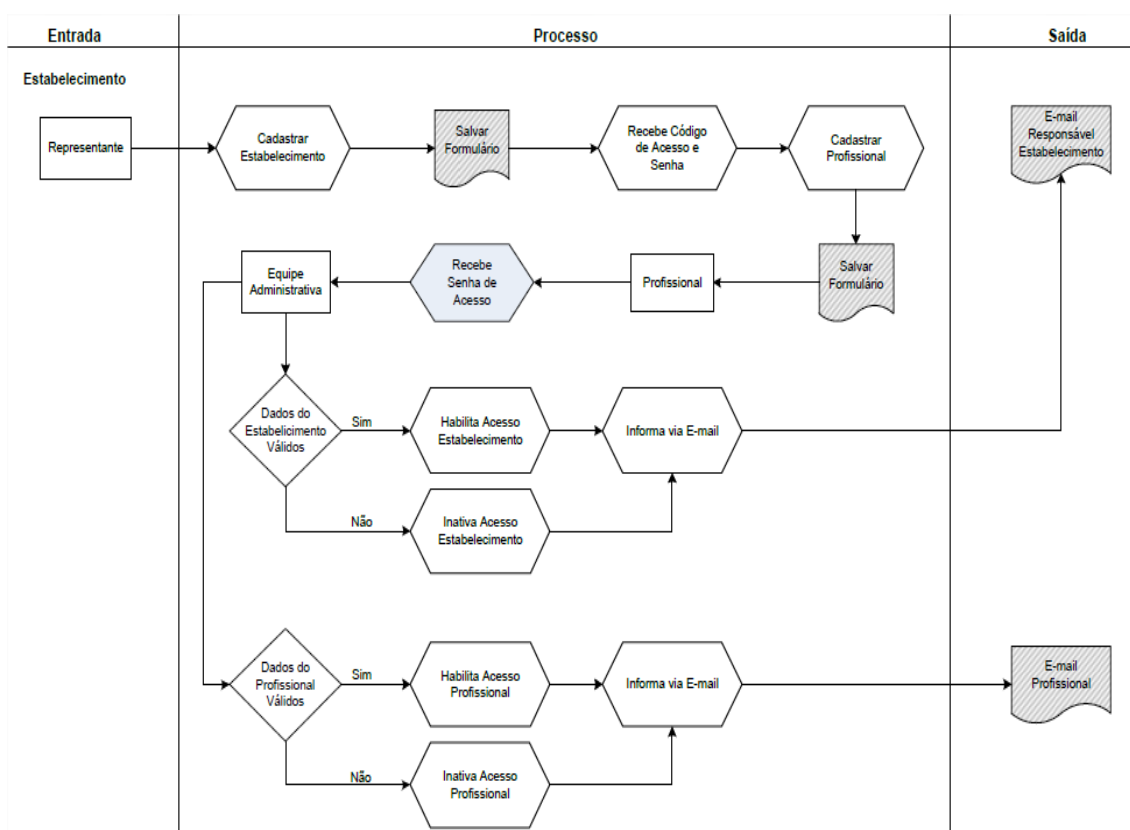 Entrada
Processo
Saída
Estabelecimento
Representante
Cadastrar
Estabelecimento
Salvar
Formulário
Recebe Código
de Acesso e
Senha
Cadastrar
Profissional
E-mail
Responsável
Estabelecimento
Equipe
Administrativa
Recebe
Senha de
Acesso
Profissional
Salvar
Formulário
Dados do
Estabelicimento
Válidos
Sim
Habilita Acesso
Estabelecimento
Informa via E-mail
Não
Inativa Acesso
Estabelecimento
Dados do
Profissional
Válidos
Sim
Habilita Acesso
Profissional
Informa via E-mail
E-mail
Profissional
Não
Inativa Acesso
Profissional